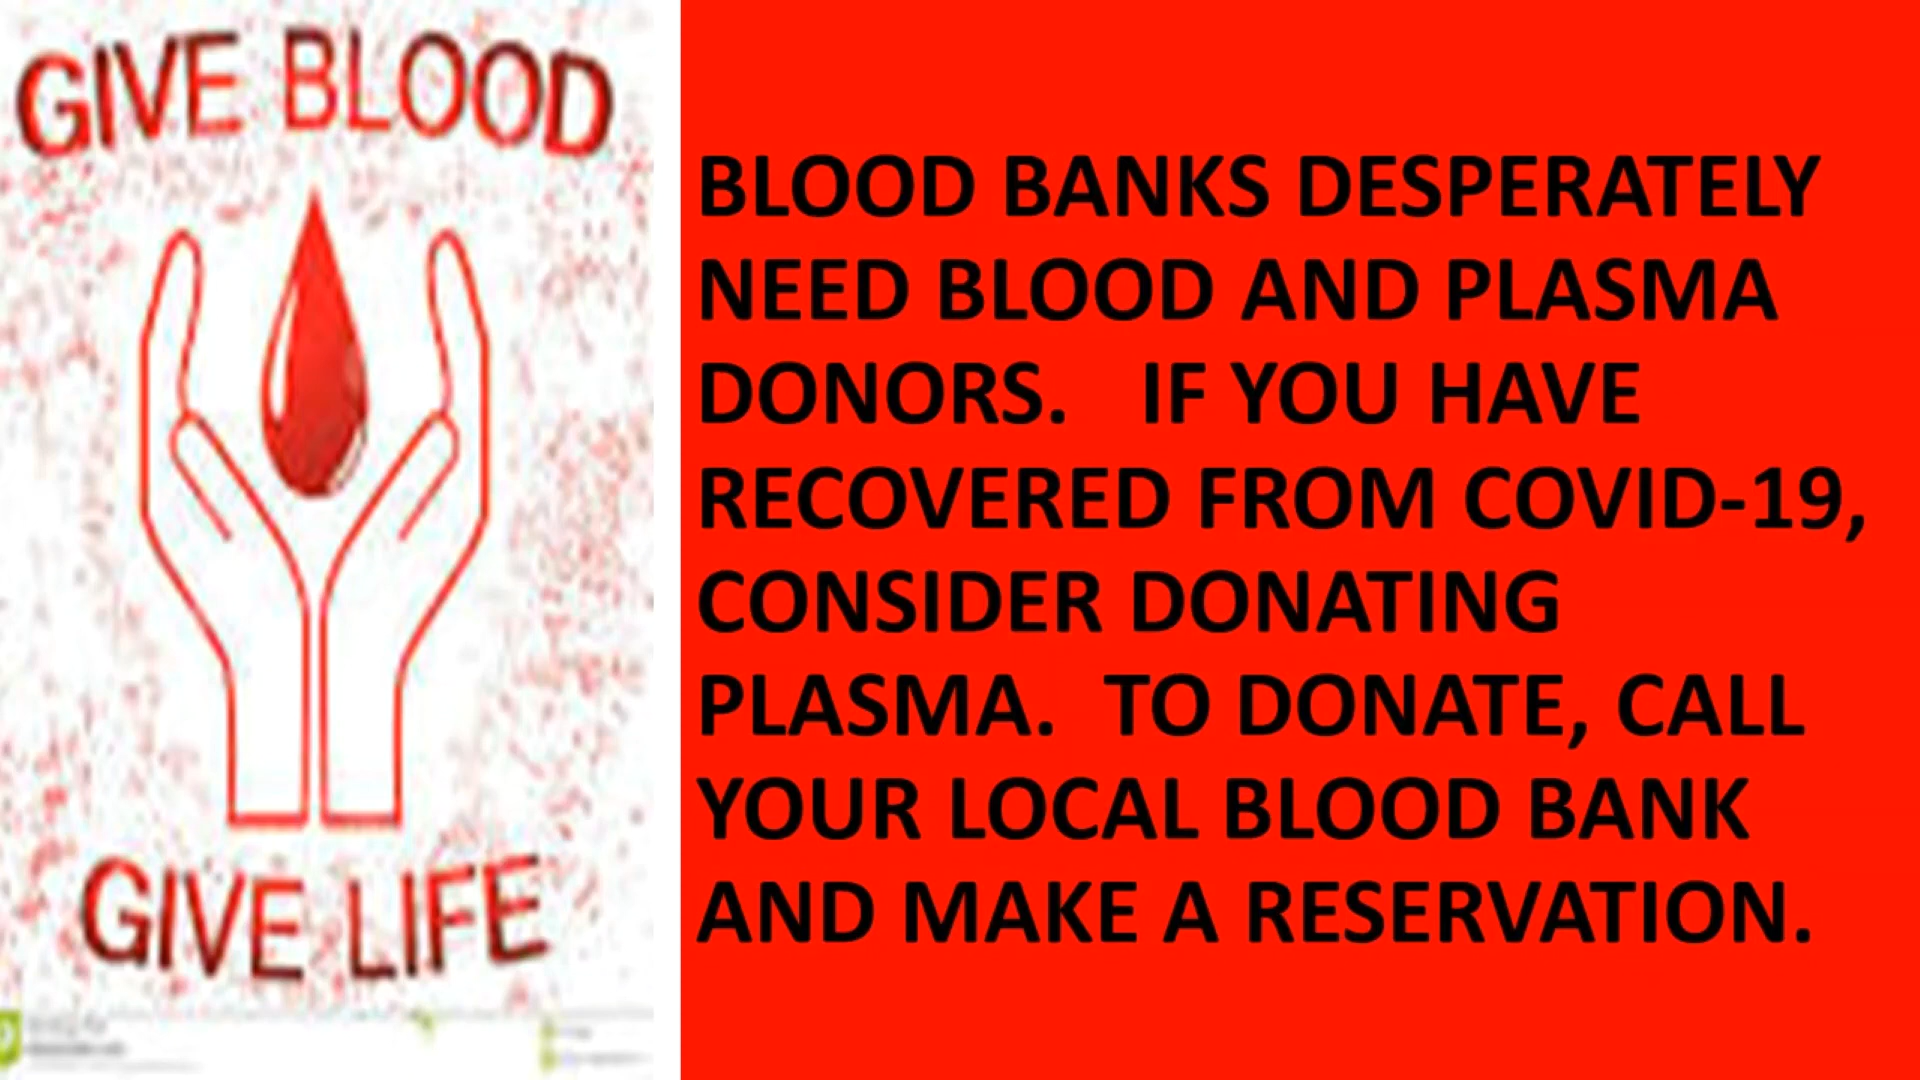 GIVE BLOOD
GIVE LIFE
BLOOD BANKS DESPERATELY
NEED BLOOD AND PLASMA
DONORS.   IF YOU HAVE
RECOVERED FROM COVID-19,
CONSIDER DONATING
PLASMA.  TO DONATE, CALL
YOUR LOCAL BLOOD BANK
AND MAKE A RESERVATION.